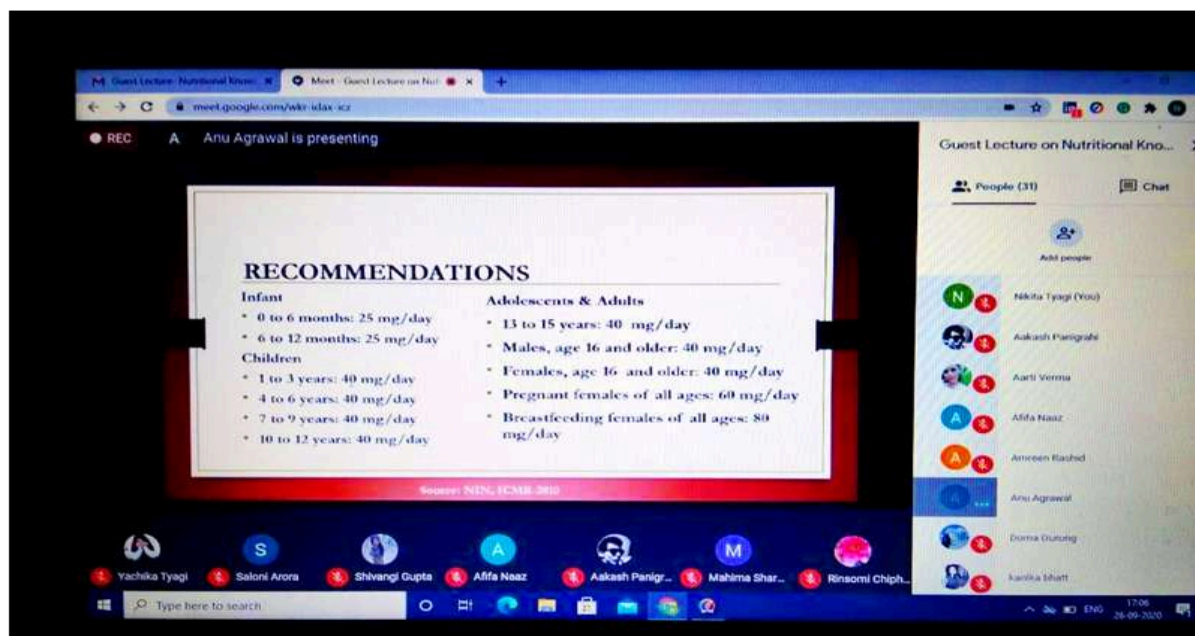 Guest Lecture- Nutritional Know
Meet - Guest Lecture on Nut
meet.google.com/wkr-idax-icz
REC
A
Anu Agrawal is presenting
RECOMMENDATIONS
Infant
• 0 to 6 months: 25 mg/day
• 6 to 12 months: 25 mg/day
Children
• 1 to 3 years: 40 mg/day
• 4 to 6 years: 40 mg/day
• 7 to 9 years: 40 mg/day
• 10 to 12 years: 40 mg/day
Adolescents & Adults
• 13 to 15 years: 40 mg/day
• Males, age 16 and older: 40 mg/day
• Females, age 16 and older: 40 mg/day
• Pregnant females of all ages: 60 mg/day
• Breastfeeding females of all ages: 80
mg/day
Source: NIN, ICMR 2010
Guest Lecture on Nutritional Kno...
People (31)
Chat
Add people
N
Nikita Tyagi (You)
Aakash Panigrahi
Aarti Verma
A
Afifa Naaz
A
Amreen Rashid
A
Anu Agrawal
Doma
kanika bhatt
S
A
M
Yachika Tyagi
Saloni Arora
Shivangi Gupta
Afifa Naaz
Aakash Panigr...
Mahima Shar...
Rinsomi Chiph...
Type here to search
ENG
17:06
26-09-2020